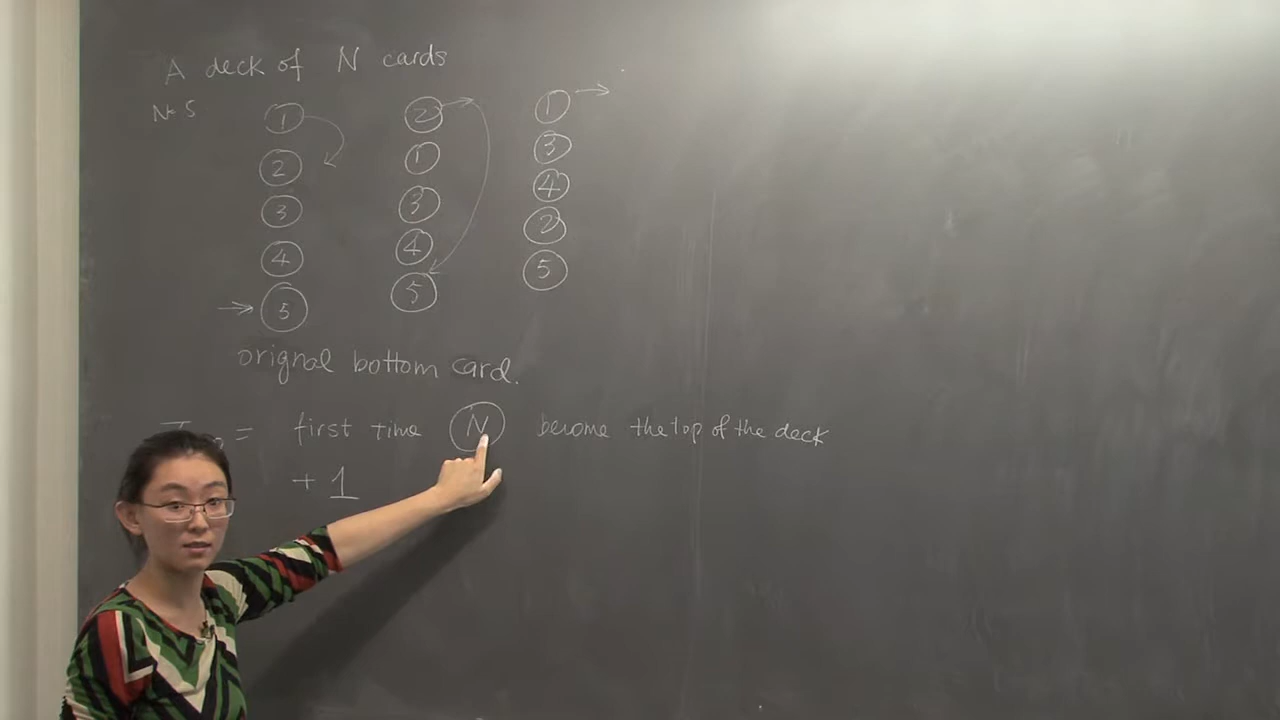 A deck of N cards
N=5
1 2 1
2 1 3
3 3 4
4 4 2
5 5 5
orignal bottom card.
= first time N become the top of the deck
+ 1